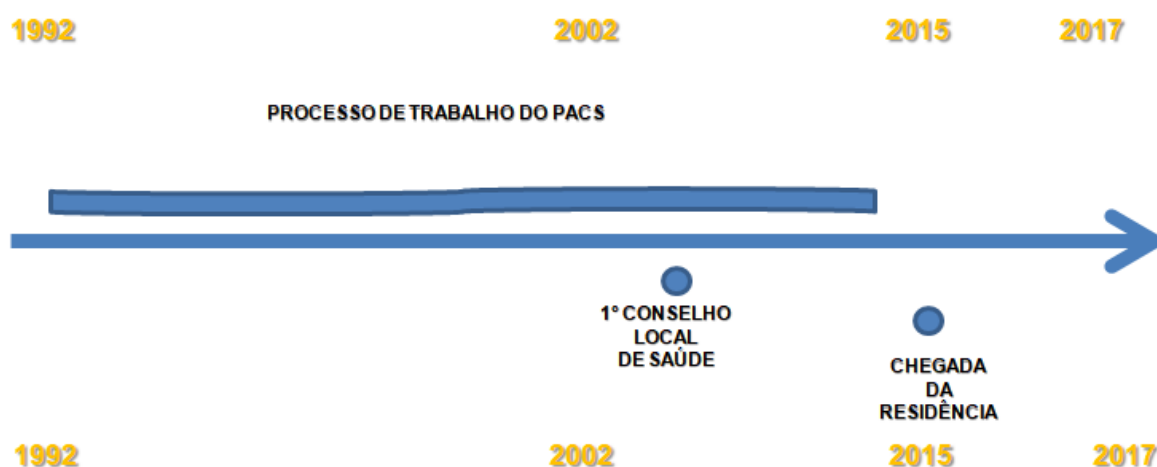 1992 2002 2015 2017
PROCESSO DE TRABALHO DO PACS
1º CONSELHO
LOCAL
DE SAÚDE
CHEGADA
DA
RESIDÊNCIA
1992 2002 2015 2017